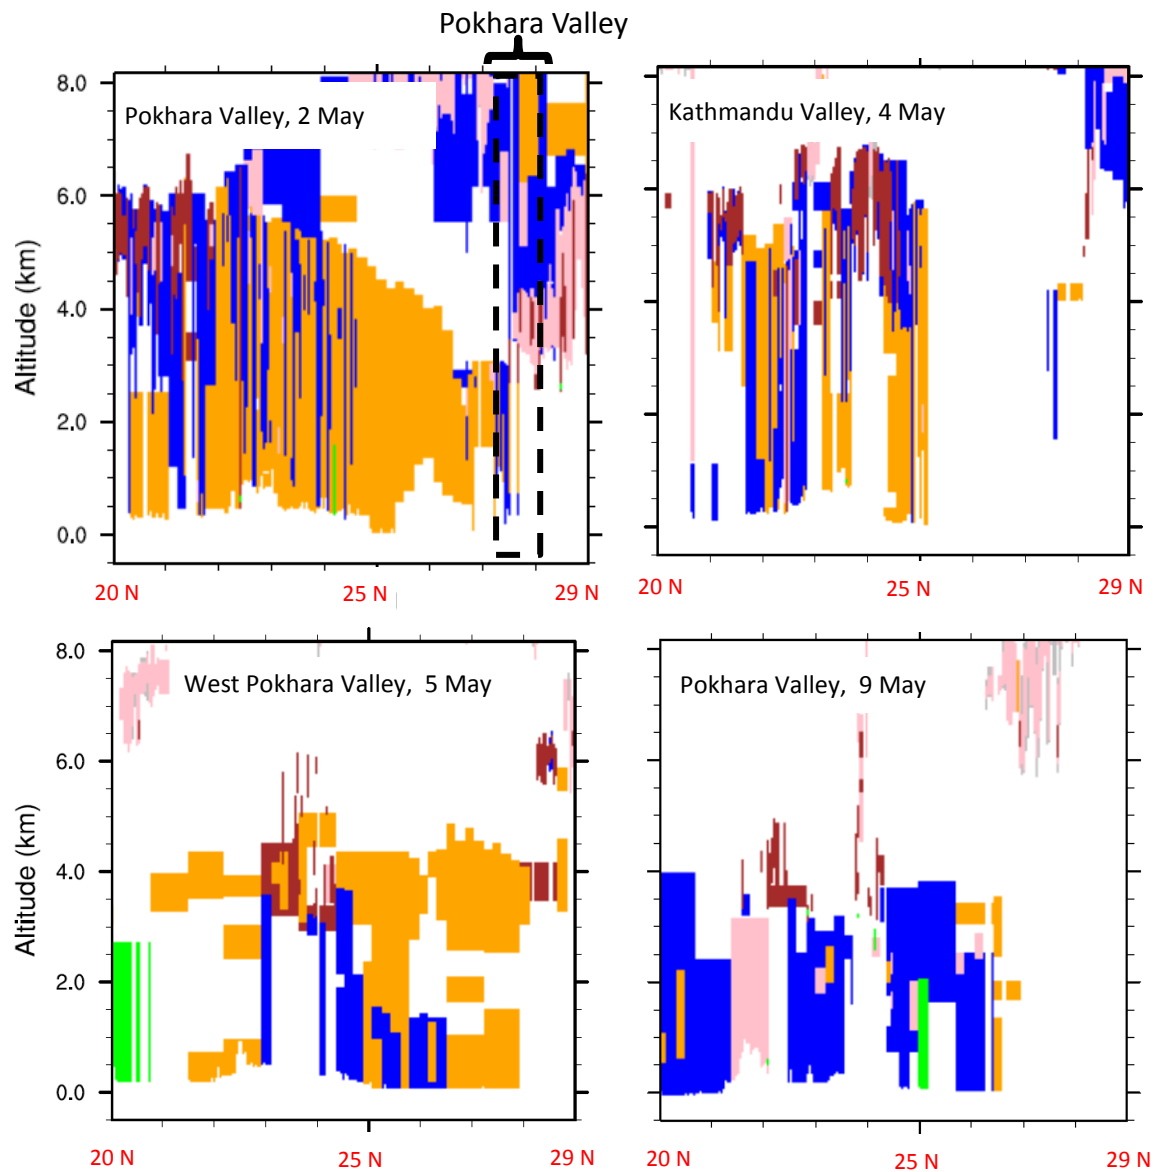 Pokhara Valley
8.0
6.0
4.0
2.0
0.0
Altitude (km)
Pokhara Valley, 2 May
20 N
25 N
29 N
Kathmandu Valley, 4 May
20 N
25 N
29 N
8.0
6.0
4.0
2.0
0.0
Altitude (km)
West Pokhara Valley, 5 May
20 N
25 N
29 N
Pokhara Valley, 9 May
20 N
25 N
29 N